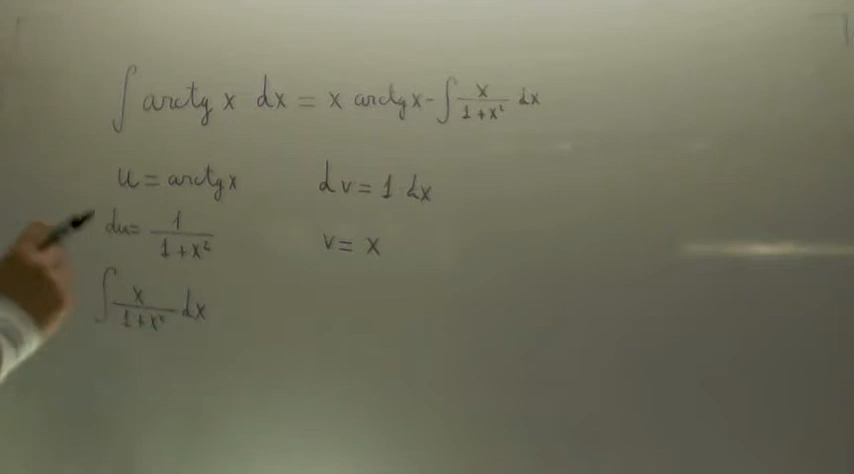 ∫ arctg x dx = x arctg x - ∫ x/(1+x²) dx
u = arctg x dv = 1·dx
du = 1/(1+x²) v = x
∫ x/(1+x²) dx